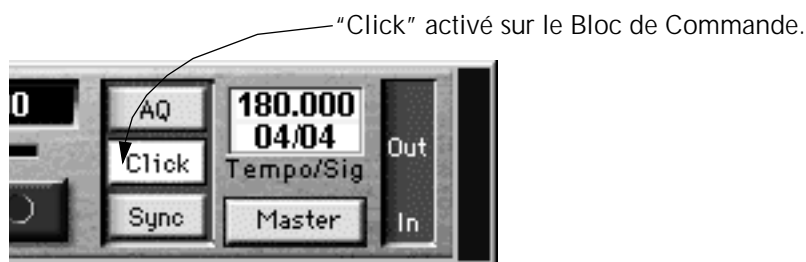 “Click” activé sur le Bloc de Commande.
0
AQ
180.000
04/04
Out
Click
Tempo/Sig
Sync
Master
In